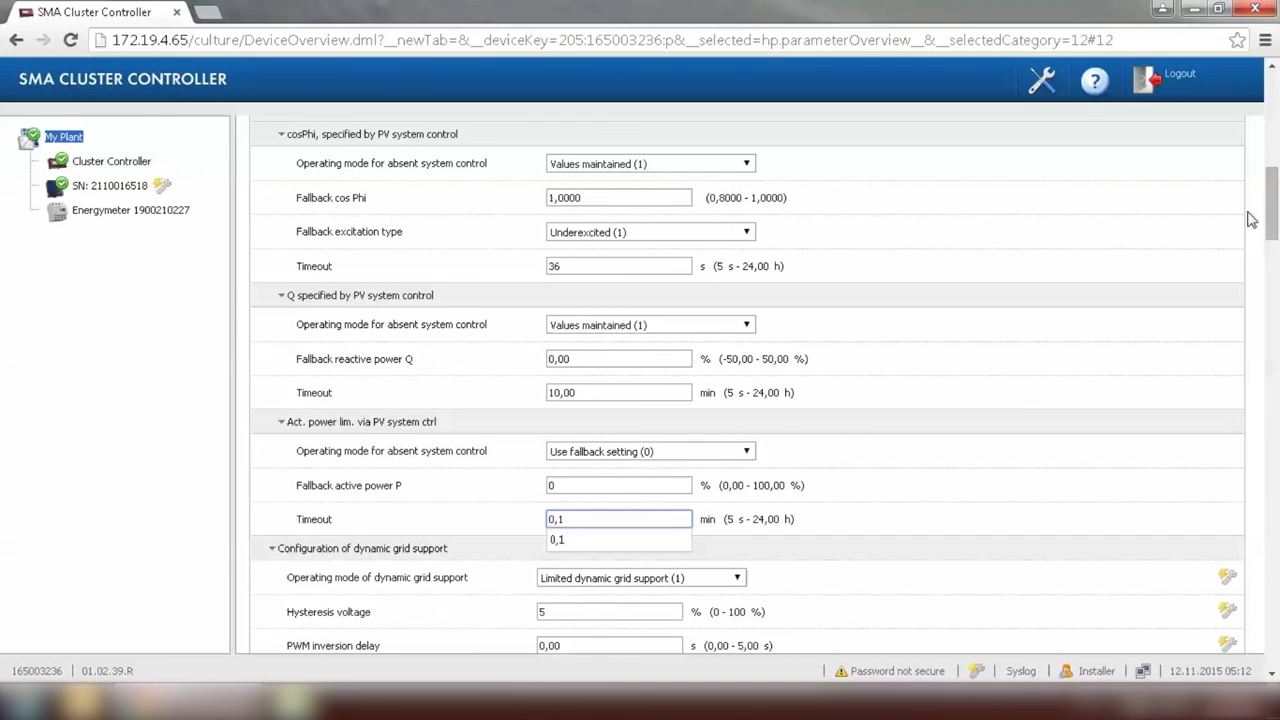 SMA Cluster Controller
172.19.4.65/culture/DeviceOverview.dml?__newTab=&__deviceKey=205:165003236:p&__selected=hp.parameterOverview__&__selectedCategory=12#12
SMA CLUSTER CONTROLLER
Logout
My Plant
Cluster Controller
SN: 2110016518
Energymeter 1900210227
cosPhi, specified by PV system control
Operating mode for absent system control Values maintained (1)
Fallback cos Phi 1,0000 (0,8000 - 1,0000)
Fallback excitation type Underexcited (1)
Timeout 36 s (5 s - 24,00 h)
Q specified by PV system control
Operating mode for absent system control Values maintained (1)
Fallback reactive power Q 0,00 % (-50,00 - 50,00 %)
Timeout 10,00 min (5 s - 24,00 h)
Act. power lim. via PV system ctrl
Operating mode for absent system control Use fallback setting (0)
Fallback active power P 0 % (0,00 - 100,00 %)
Timeout 0,1 min (5 s - 24,00 h)
0,1
Configuration of dynamic grid support
Operating mode of dynamic grid support Limited dynamic grid support (1)
Hysteresis voltage 5 % (0 - 100 %)
PWM inversion delay 0,00 s (0,00 - 5,00 s)
165003236 01.02.39.R Password not secure Syslog Installer 12.11.2015 05:12